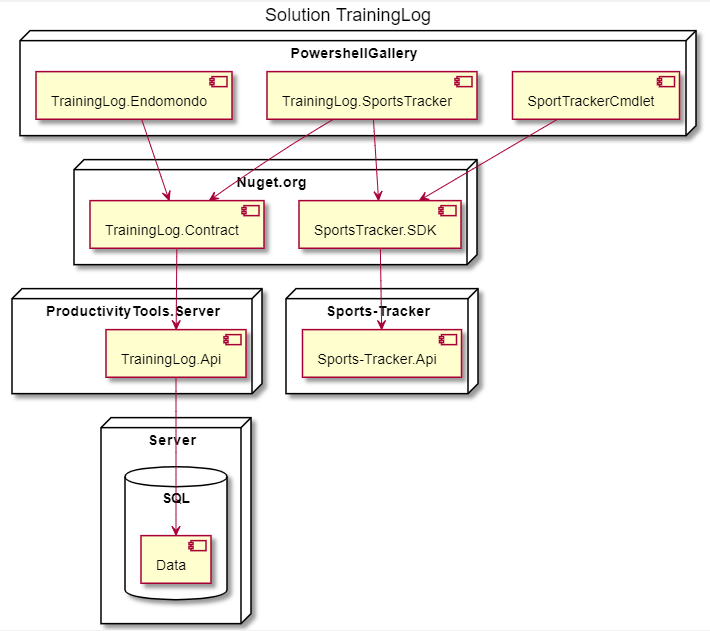 Solution TrainingLog
PowershellGallery
TrainingLog.Endomondo
TrainingLog.SportsTracker
SportTrackerCmdlet
Nuget.org
TrainingLog.Contract
SportsTracker.SDK
ProductivityTools.Server
Sports-Tracker
TrainingLog.Api
Sports-Tracker.Api
Server
SQL
Data